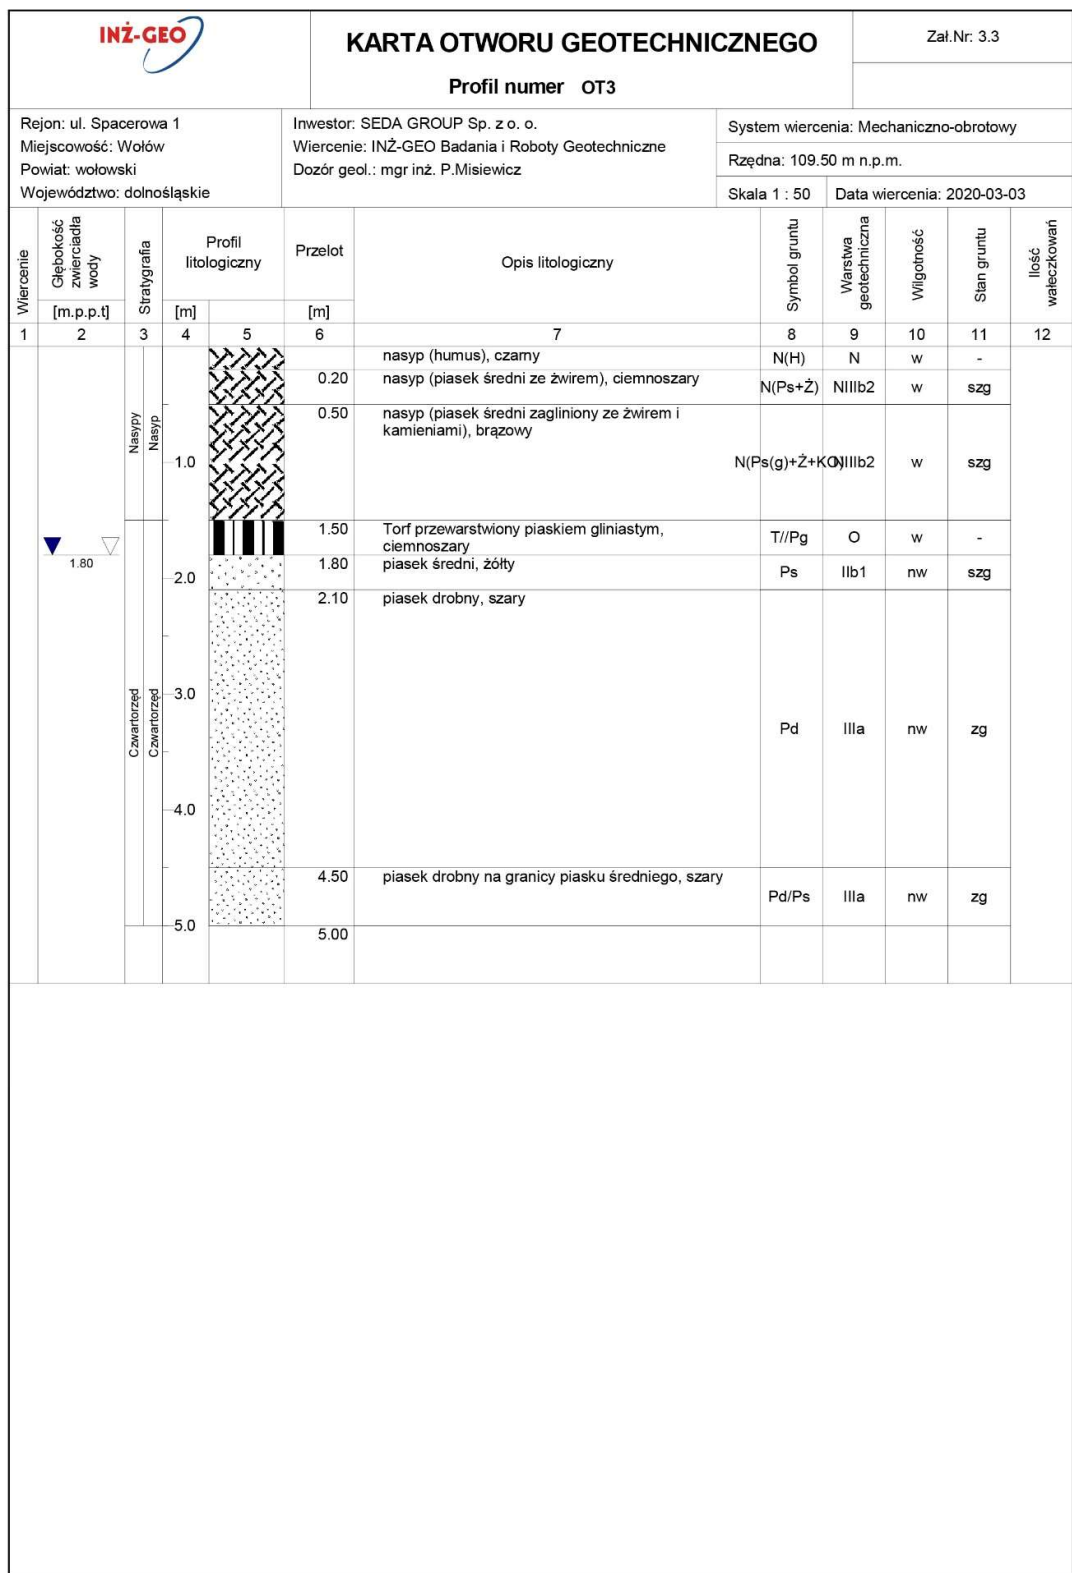 INŻ-GEO
KARTA OTWORU GEOTECHNICZNEGO
Profil numer OT3
Zał.Nr: 3.3
Rejon: ul. Spacerowa 1
Miejscowość: Wołów
Powiat: wołowski
Województwo: dolnośląskie
Inwestor: SEDA GROUP Sp. z o. o.
Wiercenie: INŻ-GEO Badania i Roboty Geotechniczne
Dozór geol.: mgr inż. P.Misiewicz
System wiercenia: Mechaniczno-obrotowy
Rzędna: 109.50 m n.p.m.
Skala 1 : 50 Data wiercenia: 2020-03-03
Wiercenie
Głębokość
zwierciadła
wody
[m.p.p.t]
Stratygrafia
Profil
litologiczny
[m]
Przelot
[m]
Opis litologiczny
Symbol gruntu
Warstwa
geotechniczna
Wilgotność
Stan gruntu
Ilość
wałeczkowań
1 2 3 4 5 6 7 8 9 10 11 12
nasyp (humus), czarny N(H) N w -
0.20 nasyp (piasek średni ze żwirem), ciemnoszary N(Ps+Ż) NIIIb2 w szg
0.50 nasyp (piasek średni zagliniony ze żwirem i
kamieniami), brązowy
Nasypy
Nasyp
1.0 N(Ps(g)+Ż+KO) NIIIb2 w szg
1.50 Torf przewarstwiony piaskiem gliniastym,
ciemnoszary T//Pg O w -
1.80
1.80 piasek średni, żółty Ps IIb1 nw szg
2.0
2.10 piasek drobny, szary
3.0
Czwartorzęd
Czwartorzęd
Pd IIIa nw zg
4.0
4.50 piasek drobny na granicy piasku średniego, szary
Pd/Ps IIIa nw zg
5.0
5.00